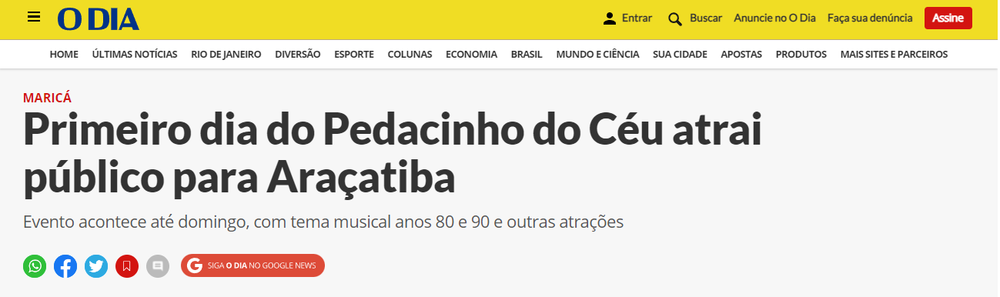 O DIA
Entrar
Buscar
Anuncie no O Dia
Faça sua denúncia
Assine
HOME ÚLTIMAS NOTÍCIAS RIO DE JANEIRO DIVERSÃO ESPORTE COLUNAS ECONOMIA BRASIL MUNDO E CIÊNCIA SUA CIDADE APOSTAS PRODUTOS MAIS SITES E PARCEIROS
MARICÁ
Primeiro dia do Pedacinho do Céu atrai
público para Araçatiba
Evento acontece até domingo, com tema musical anos 80 e 90 e outras atrações
SIGA O DIA NO GOOGLE NEWS